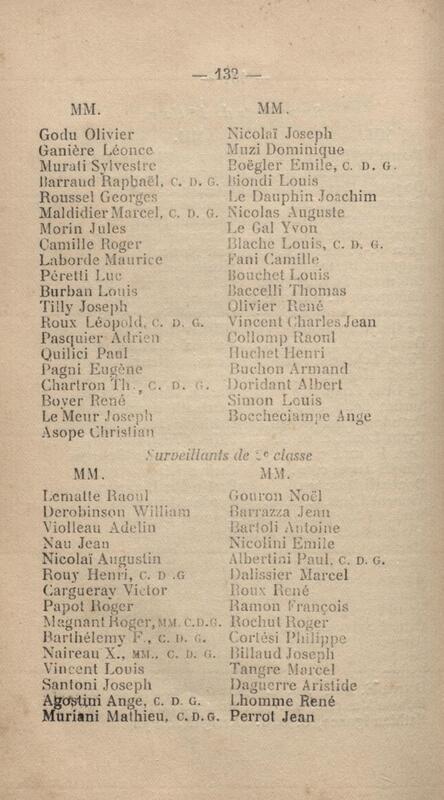 — 132 —
MM.
Godu Olivier
Ganière Léonce
Murati Sylvestre
Barraud Raphaël, C. D. G.
Roussel Georges
Maldidier Marcel, C. D. G.
Morin Jules
Camille Roger
Laborde Maurice
Péretti Luc
Burban Louis
Tilly Joseph
Roux Léopold, C. D. G.
Pasquier Adrien
Quilici Paul
Pagni Eugène
Chartron Th., C. D. G.
Boyer René
Le Meur Joseph
Asope Christian
MM.
Nicolaï Joseph
Muzi Dominique
Boëgler Emile, C. D. G.
Biondi Louis
Le Dauphin Joachim
Nicolas Auguste
Le Gal Yvon
Blache Louis, C. D. G.
Fani Camille
Bouchet Louis
Baccelli Thomas
Olivier René
Vincent Charles Jean
Collomp Raoul
Huchet Henri
Buchon Armand
Doridant Albert
Simon Louis
Boccheciampe Ange
Surveillants de 2e classe
MM.
Lematte Raoul
Derobinson William
Violleau Adelin
Nau Jean
Nicolaï Augustin
Rouy Henri, C. D .G
Cargueray Victor
Papot Roger
Magnant Roger, MM. C.D.G.
Barthélemy F., C. D. G.
Naireau X., MM., C. D. G.
Vincent Louis
Santoni Joseph
Agostini Ange, C. D. G.
Muriani Mathieu, C.D.G.
MM.
Gouron Noël
Barrazza Jean
Bartoli Antoine
Nicolini Emile
Albertini Paul, C. D. G.
Dalissier Marcel
Roux René
Ramon François
Rochut Roger
Cortési Philippe
Billaud Joseph
Tangre Marcel
Daguerre Aristide
Lhomme René
Perrot Jean